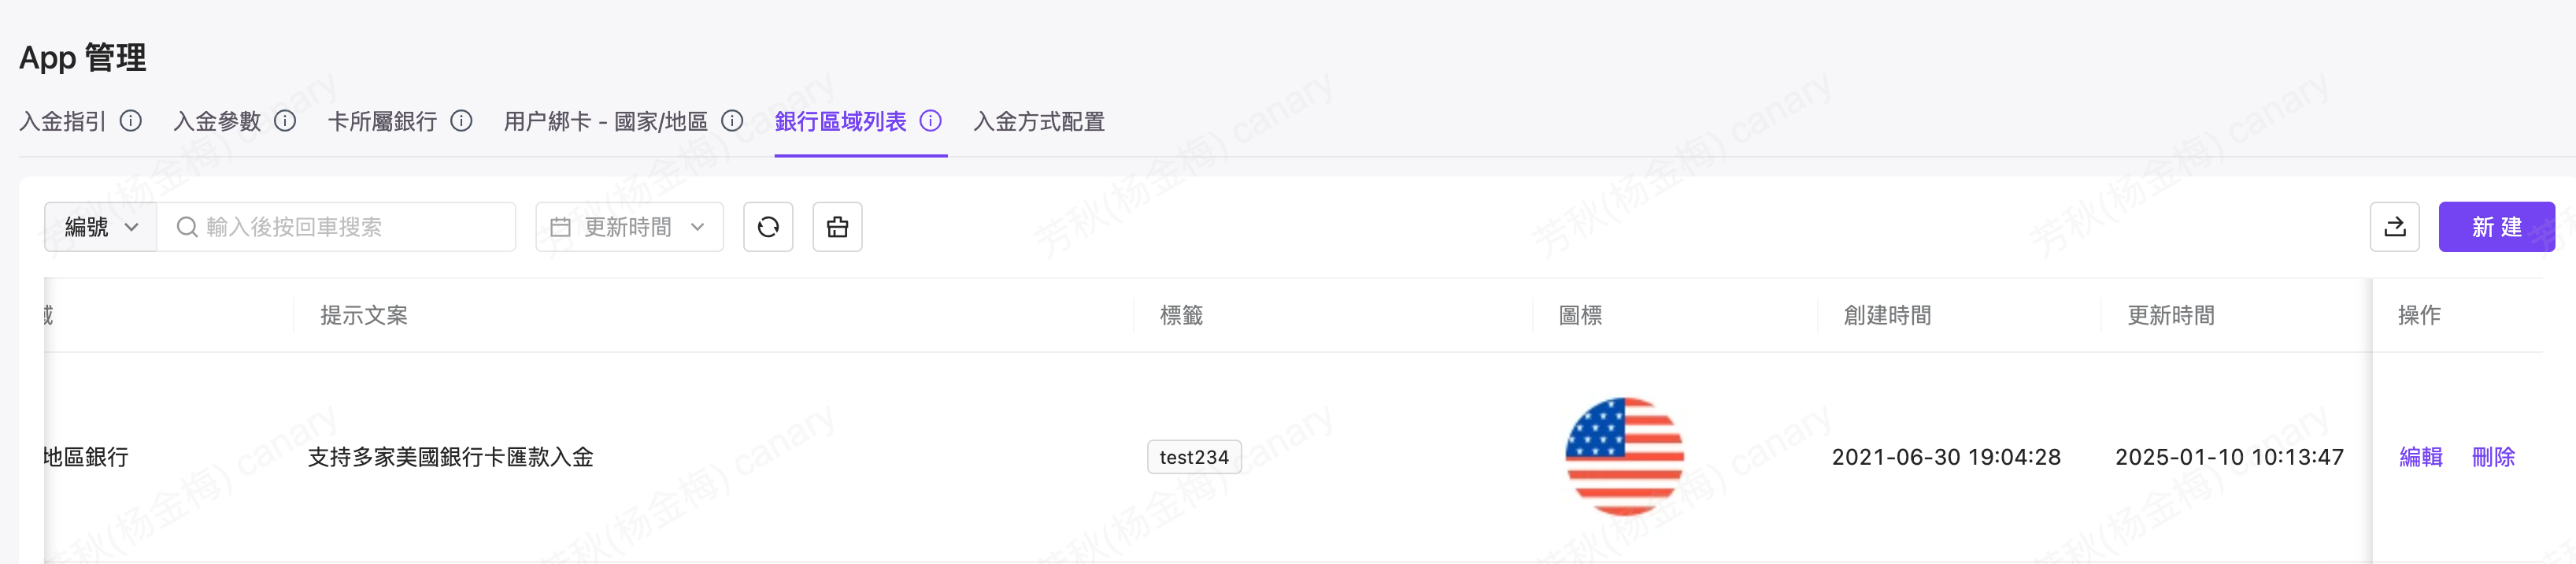 App 管理
入金指引 入金參數 卡所屬銀行 用户綁卡 - 國家/地區 銀行區域列表 入金方式配置
編號 輸入後按回車搜索 更新時間 新 建
域 提示文案 標籤 圖標 創建時間 更新時間 操作
地區銀行 支持多家美國銀行卡匯款入金 test234 2021-06-30 19:04:28 2025-01-10 10:13:47 編輯 刪除
芳秋(杨金梅) canary